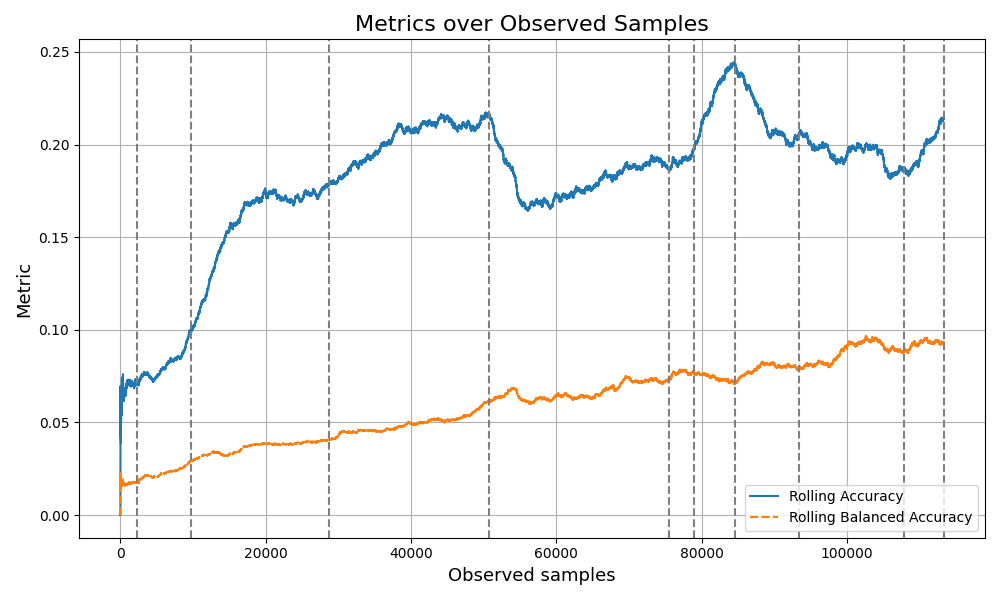 Metrics over Observed Samples
Metric
0.25
0.20
0.15
0.10
0.05
0.00
0
20000
40000
60000
80000
100000
Observed samples
Rolling Accuracy
Rolling Balanced Accuracy